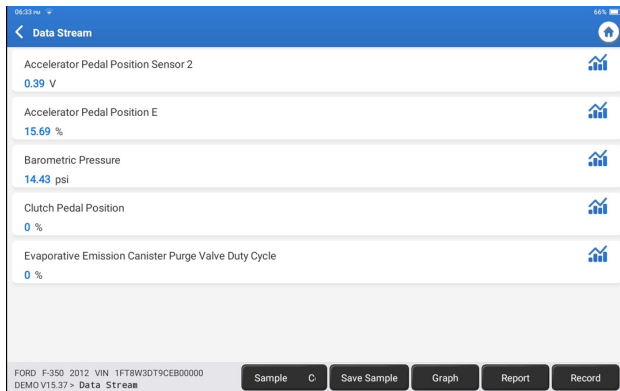 06:33 PM
66%
Data Stream
Accelerator Pedal Position Sensor 2
0.39 V
Accelerator Pedal Position E
15.69 %
Barometric Pressure
14.43 psi
Clutch Pedal Position
0 %
Evaporative Emission Canister Purge Valve Duty Cycle
0 %
FORD F-350 2012 VIN 1FT8W3DT9CEB00000
DEMO V15.37 > Data Stream
Sample
Save Sample
Graph
Report
Record